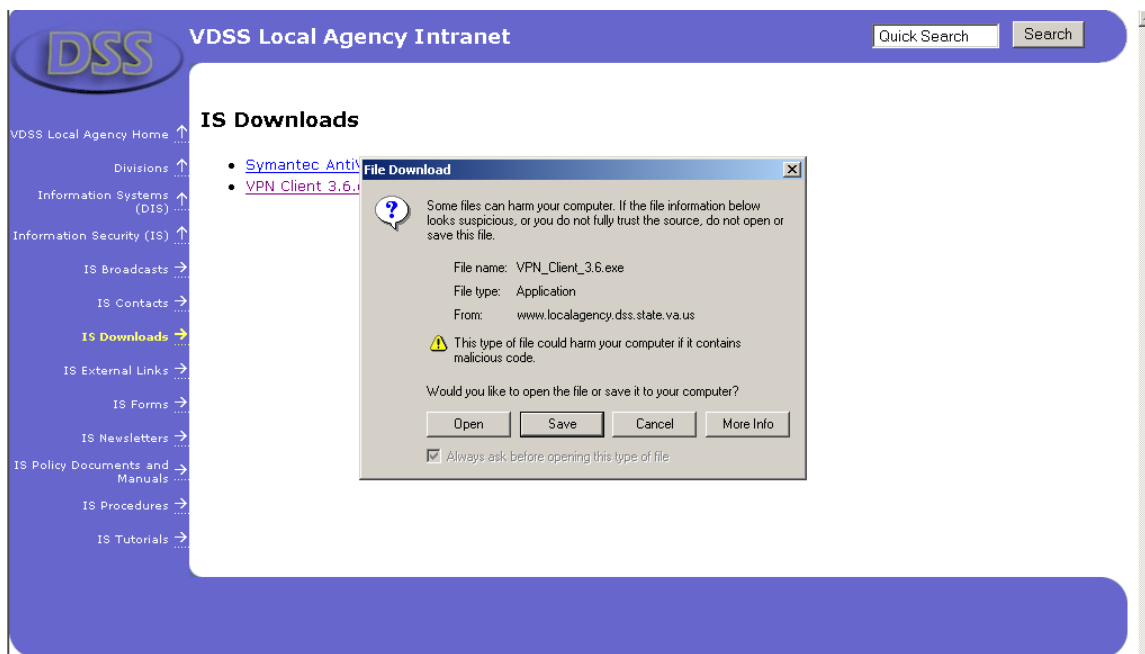 DSS
VDSS Local Agency Intranet
Quick Search
Search
VDSS Local Agency Home
Divisions
Information Systems
(DIS)
Information Security (IS)
IS Broadcasts
IS Contacts
IS Downloads
IS External Links
IS Forms
IS Newsletters
IS Policy Documents and
Manuals
IS Procedures
IS Tutorials
IS Downloads
Symantec
VPN Client 3.6.
File Download
Some files can harm your computer. If the file information below
looks suspicious, or you do not fully trust the source, do not open or
save this file.
File name: VPN_Client_3.6.exe
File type: Application
From: www.localagency.dss.state.va.us
This type of file could harm your computer if it contains
malicious code.
Would you like to open the file or save it to your computer?
Open
Save
Cancel
More Info
Always ask before opening this type of file